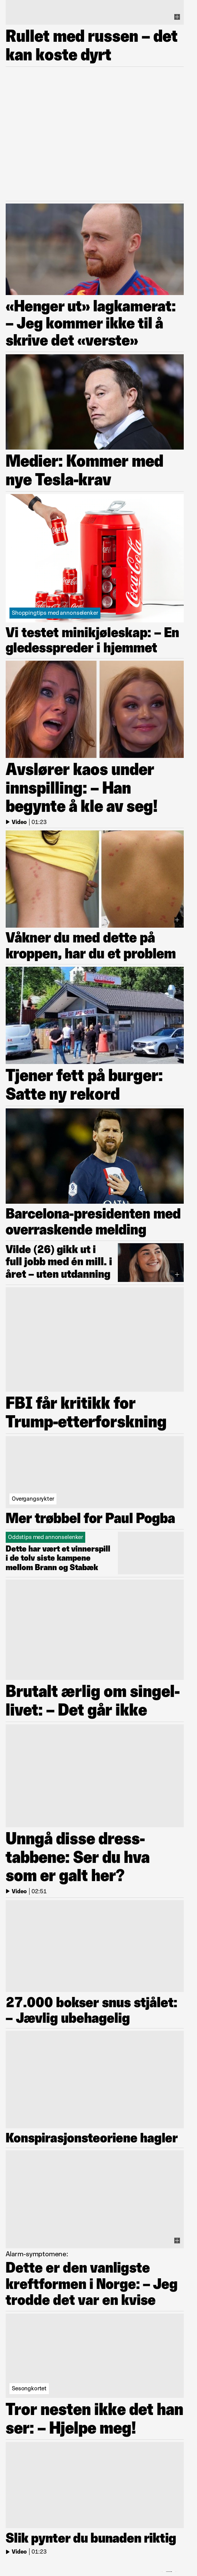 Rullet med russen – det
kan koste dyrt
«Henger ut» lagkamerat:
– Jeg kommer ikke til å
skrive det «verste»
Medier: Kommer med
nye Tesla-krav
Coca-Cola
Shoppingtips med annonselenker
Vi testet minikjøleskap: – En
gledesspreder i hjemmet
Avslører kaos under
innspilling: – Han
begynte å kle av seg!
Video | 01:23
Våkner du med dette på
kroppen, har du et problem
Tjener fett på burger:
Satte ny rekord
Barcelona-presidenten med
overraskende melding
Vilde (26) gikk ut i
full jobb med én mill. i
året – uten utdanning
FBI får kritikk for
Trump-etterforskning
Overgangsrykter
Mer trøbbel for Paul Pogba
Oddstips med annonselenker
Dette har vært et vinnerspill
i de tolv siste kampene
mellom Brann og Stabæk
Brutalt ærlig om singel-
livet: – Det går ikke
Unngå disse dress-
tabbene: Ser du hva
som er galt her?
Video | 02:51
27.000 bokser snus stjålet:
– Jævlig ubehagelig
Konspirasjonsteoriene hagler
Alarm-symptomene:
Dette er den vanligste
kreftformen i Norge: – Jeg
trodde det var en kvise
Sesongkortet
Tror nesten ikke det han
ser: – Hjelpe meg!
Slik pynter du bunaden riktig
Video | 01:23